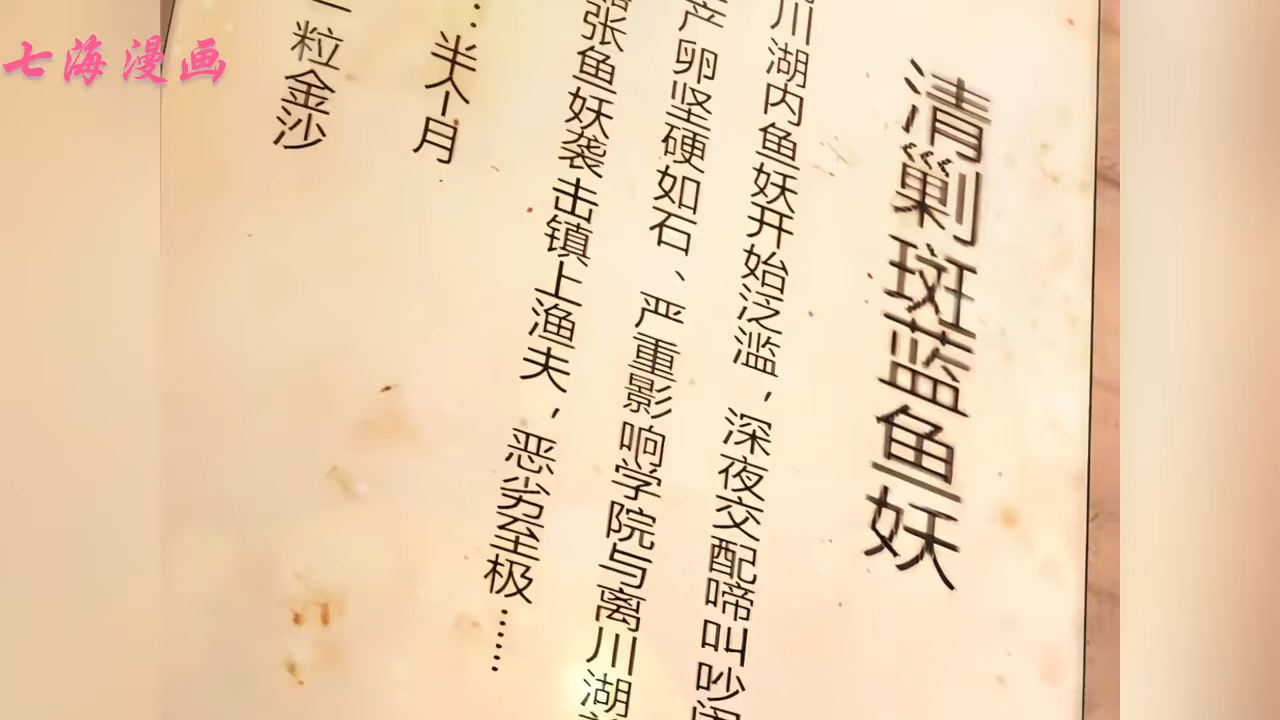 七海漫画
清剿斑蓝鱼妖
川湖内鱼妖开始泛滥，深夜交配啼叫吵闹
产卵坚硬如石、严重影响学院与离川湖
张鱼妖袭击镇上渔夫，恶劣至极……
半个月
一粒金沙